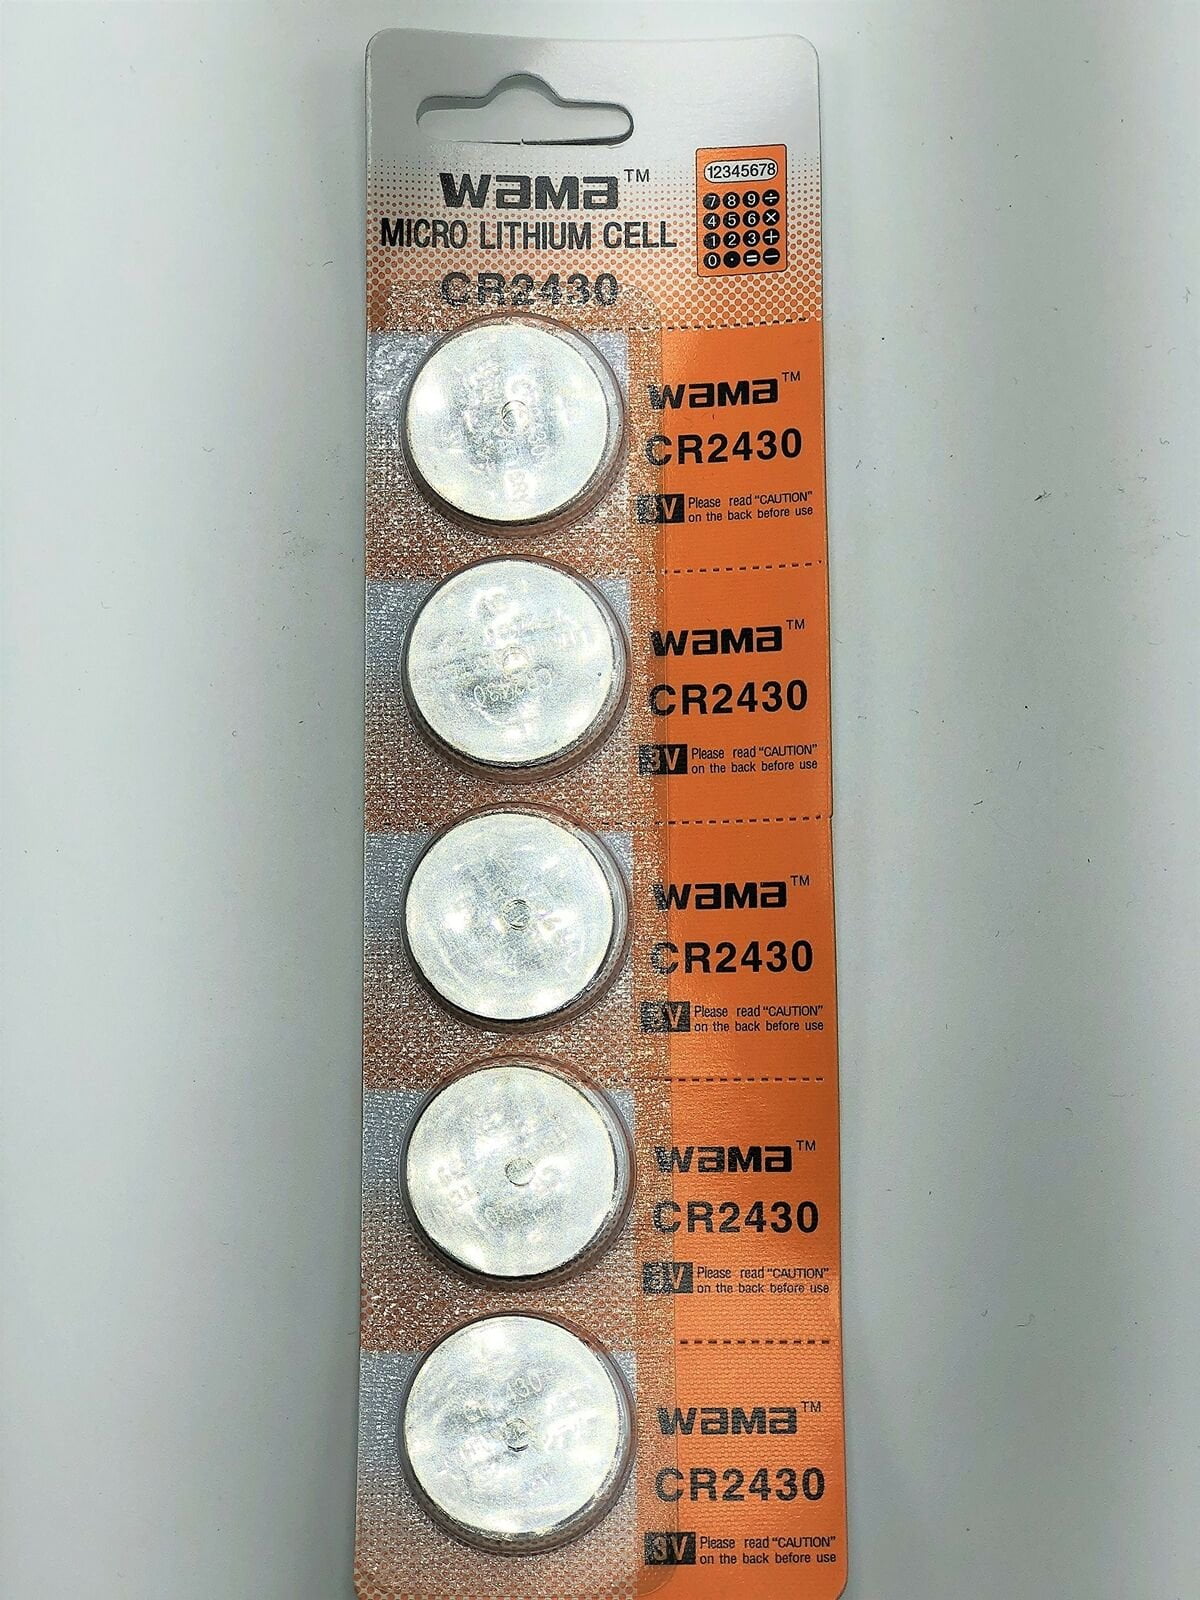 wama™
MICRO LITHIUM CELL
CR2430
12345678
7 8 9 ÷
4 5 6 ×
1 2 3 +
0 • = −
wama™
CR2430
3V Please read "CAUTION"
on the back before use
wama™
CR2430
3V Please read "CAUTION"
on the back before use
wama™
CR2430
3V Please read "CAUTION"
on the back before use
wama™
CR2430
3V Please read "CAUTION"
on the back before use
wama™
CR2430
3V Please read "CAUTION"
on the back before use